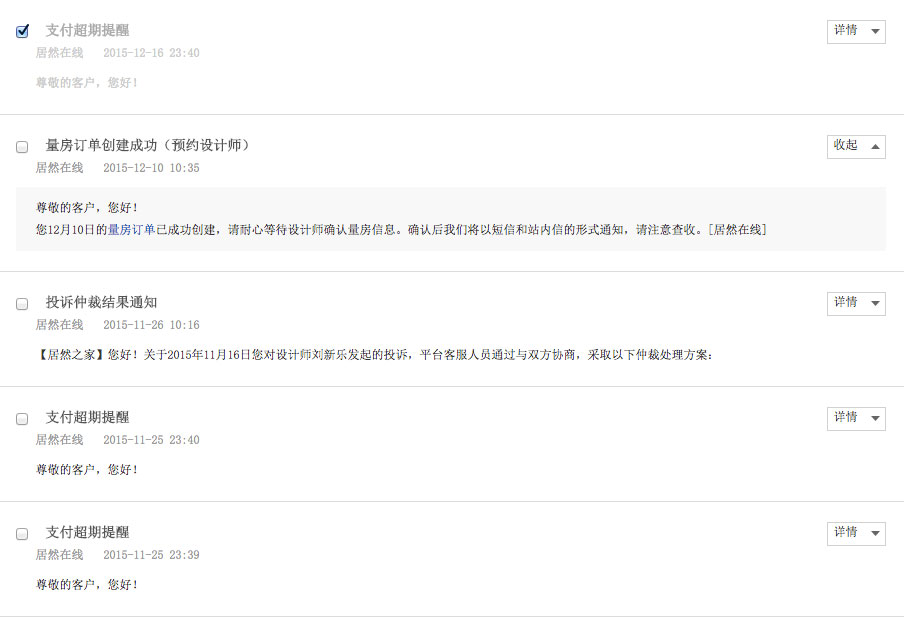 支付超期提醒 详情
居然在线 2015-12-16 23:40
尊敬的客户，您好！
量房订单创建成功（预约设计师） 收起
居然在线 2015-12-10 10:35
尊敬的客户，您好！
您12月10日的量房订单已成功创建，请耐心等待设计师确认量房信息。确认后我们将以短信和站内信的形式通知，请注意查收。[居然在线]
投诉仲裁结果通知 详情
居然在线 2015-11-26 10:16
【居然之家】您好！关于2015年11月16日您对设计师刘新乐发起的投诉，平台客服人员通过与双方协商，采取以下仲裁处理方案：
支付超期提醒 详情
居然在线 2015-11-25 23:40
尊敬的客户，您好！
支付超期提醒 详情
居然在线 2015-11-25 23:39
尊敬的客户，您好！